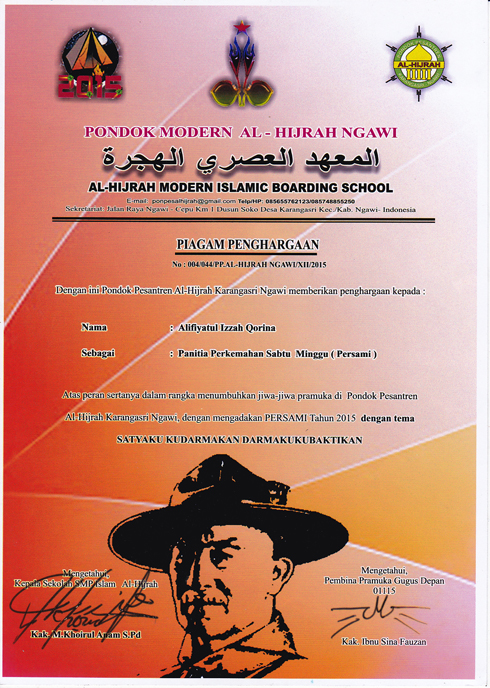 2015
AL-HIJRAH
PONDOK MODERN AL - HIJRAH NGAWI
المعهد العصري الهجرة
AL-HIJRAH MODERN ISLAMIC BOARDING SCHOOL
E-mail : ponpesalhijrah@gmail.com Telp/HP: 085655762123/085748855250
Sekretariat: Jalan Raya Ngawi - Cepu Km 1 Dusun Soko Desa Karangasri Kec./Kab. Ngawi- Indonesia
PIAGAM PENGHARGAAN
No : 004/044/PP.AL-HIJRAH NGAWI/XII/2015
Dengan ini Pondok Pesantren Al-Hijrah Karangasri Ngawi memberikan penghargaan kepada :
Nama : Alifiyatul Izzah Qorina
Sebagai : Panitia Perkemahan Sabtu Minggu ( Persami )
Atas peran sertanya dalam rangka menumbuhkan jiwa-jiwa pramuka di Pondok Pesantren
Al-Hijrah Karangasri Ngawi, dengan mengadakan PERSAMI Tahun 2015 dengan tema
SATYAKU KUDARMAKAN DARMAKUKUBAKTIKAN
Mengetahui,
Kepala Sekolah SMP Islam Al-Hijrah
Kak. M.Khoirul Anam S.Pd
Mengetahui,
Pembina Pramuka Gugus Depan
01115
Kak. Ibnu Sina Fauzan